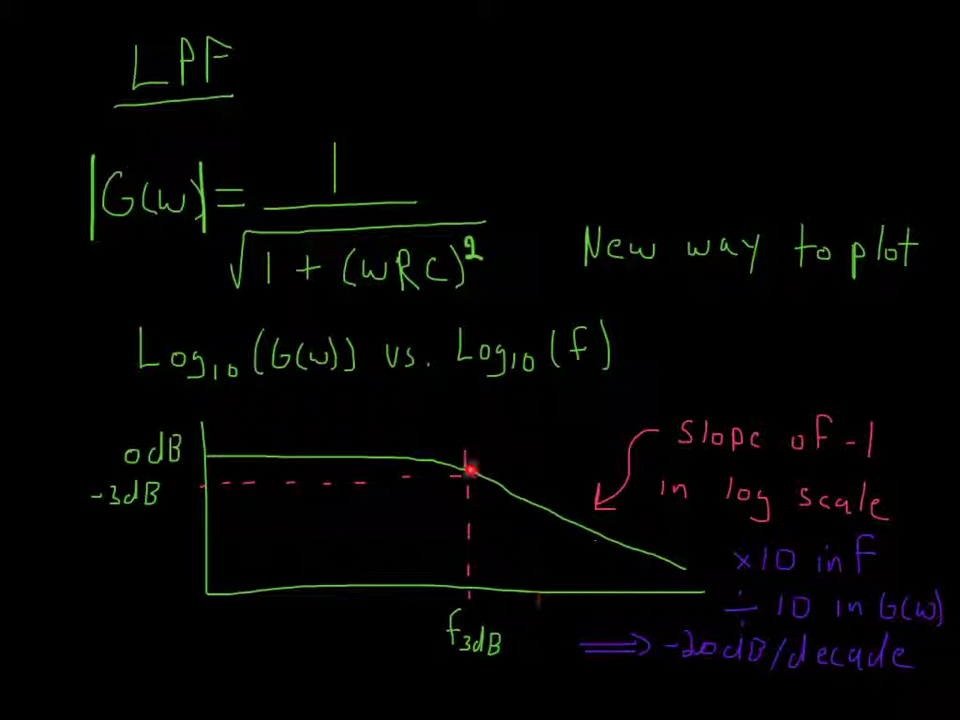 LPF
|G(w)| = 1 / √(1 + (wRC)²)
New way to plot
Log₁₀(G(w)) vs. Log₁₀(f)
0dB
-3dB
f3dB
Slope of -1
in log scale
×10 in f
÷10 in G(w)
⟹ -20dB/decade